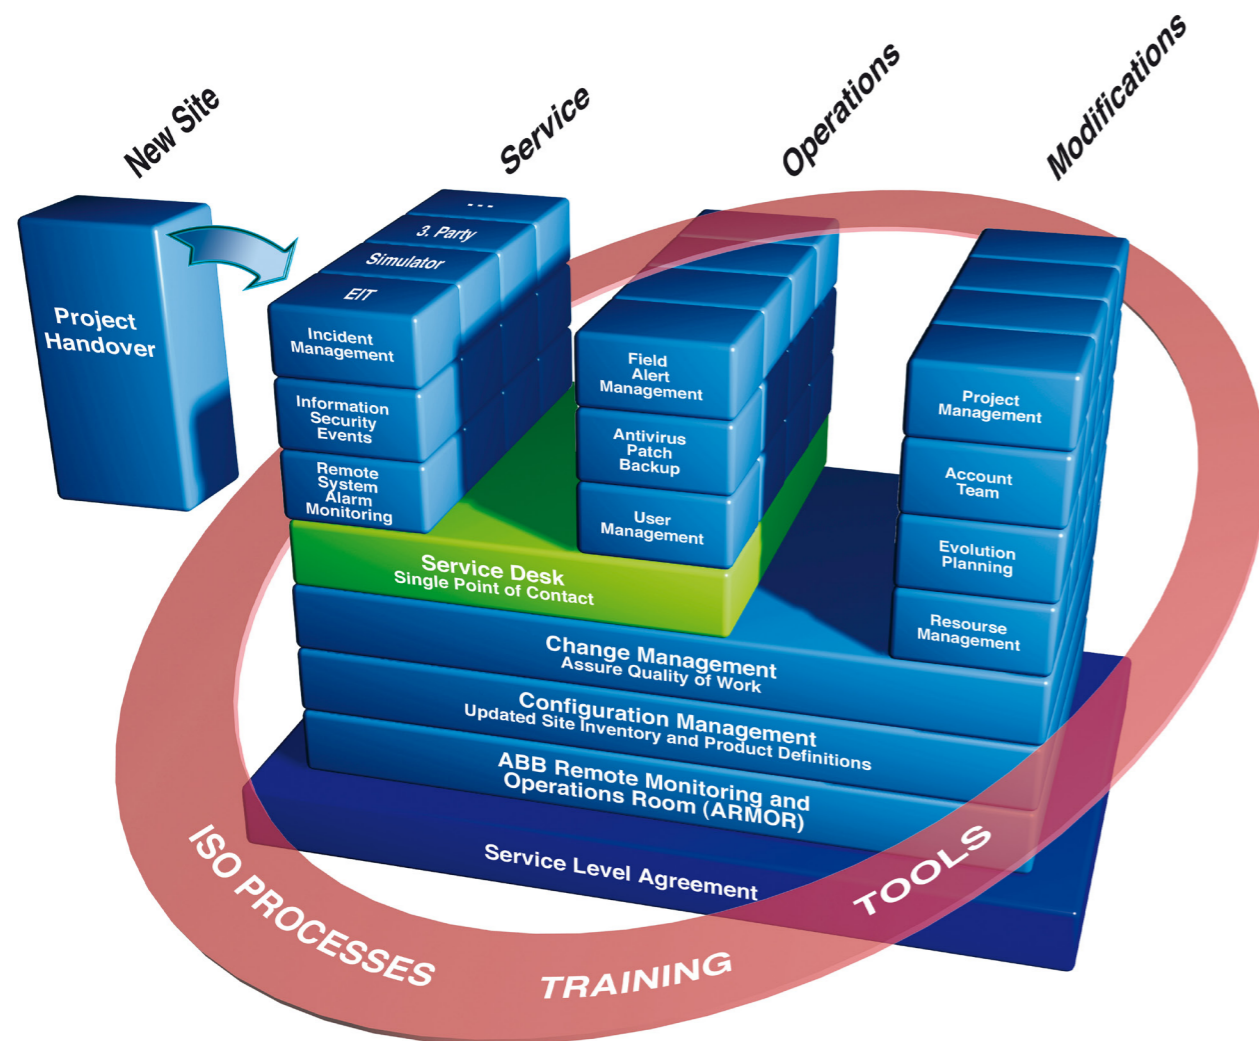 New Site
Service
Operations
Modifications
Project
Handover
...
3. Party
Simulator
EIT
Incident
Management
Information
Security
Events
Remote
System
Alarm
Monitoring
Field
Alert
Management
Antivirus
Patch
Backup
User
Management
Project
Management
Account
Team
Evolution
Planning
Resourse
Management
Service Desk
Single Point of Contact
Change Management
Assure Quality of Work
Configuration Management
Updated Site Inventory and Product Definitions
ABB Remote Monitoring and
Operations Room (ARMOR)
Service Level Agreement
ISO PROCESSES
TRAINING
TOOLS